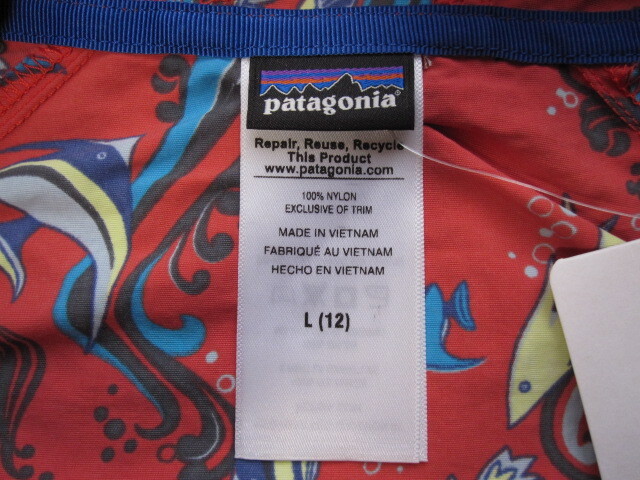 patagonia®
Repair, Reuse, Recycle
This Product
www.patagonia.com
100% NYLON
EXCLUSIVE OF TRIM
MADE IN VIETNAM
FABRIQUÉ AU VIETNAM
HECHO EN VIETNAM
L (12)